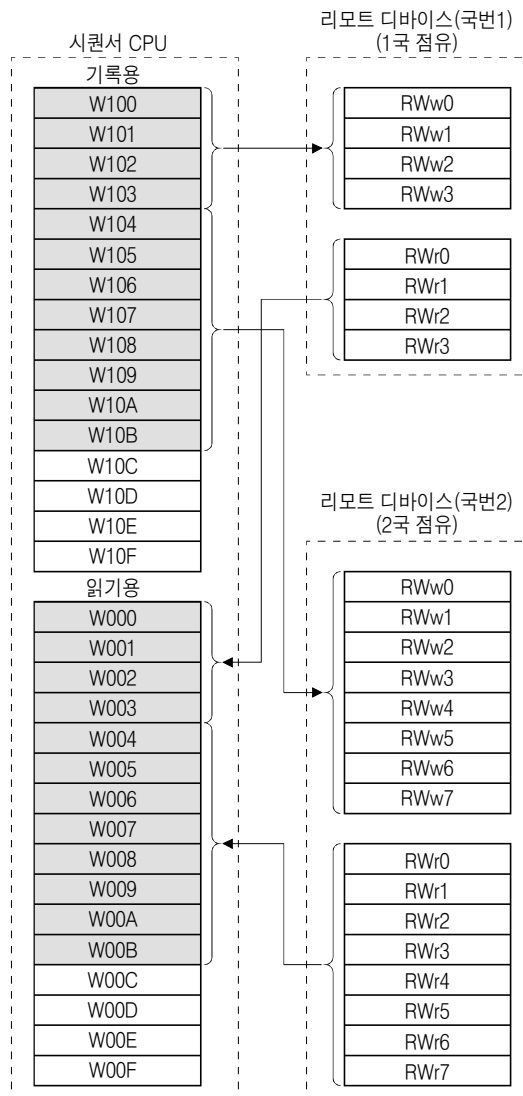 시퀀서 CPU
기록용
W100
W101
W102
W103
W104
W105
W106
W107
W108
W109
W10A
W10B
W10C
W10D
W10E
W10F
읽기용
W000
W001
W002
W003
W004
W005
W006
W007
W008
W009
W00A
W00B
W00C
W00D
W00E
W00F
리모트 디바이스(국번1)
(1국 점유)
RWw0
RWw1
RWw2
RWw3
RWr0
RWr1
RWr2
RWr3
리모트 디바이스(국번2)
(2국 점유)
RWw0
RWw1
RWw2
RWw3
RWw4
RWw5
RWw6
RWw7
RWr0
RWr1
RWr2
RWr3
RWr4
RWr5
RWr6
RWr7